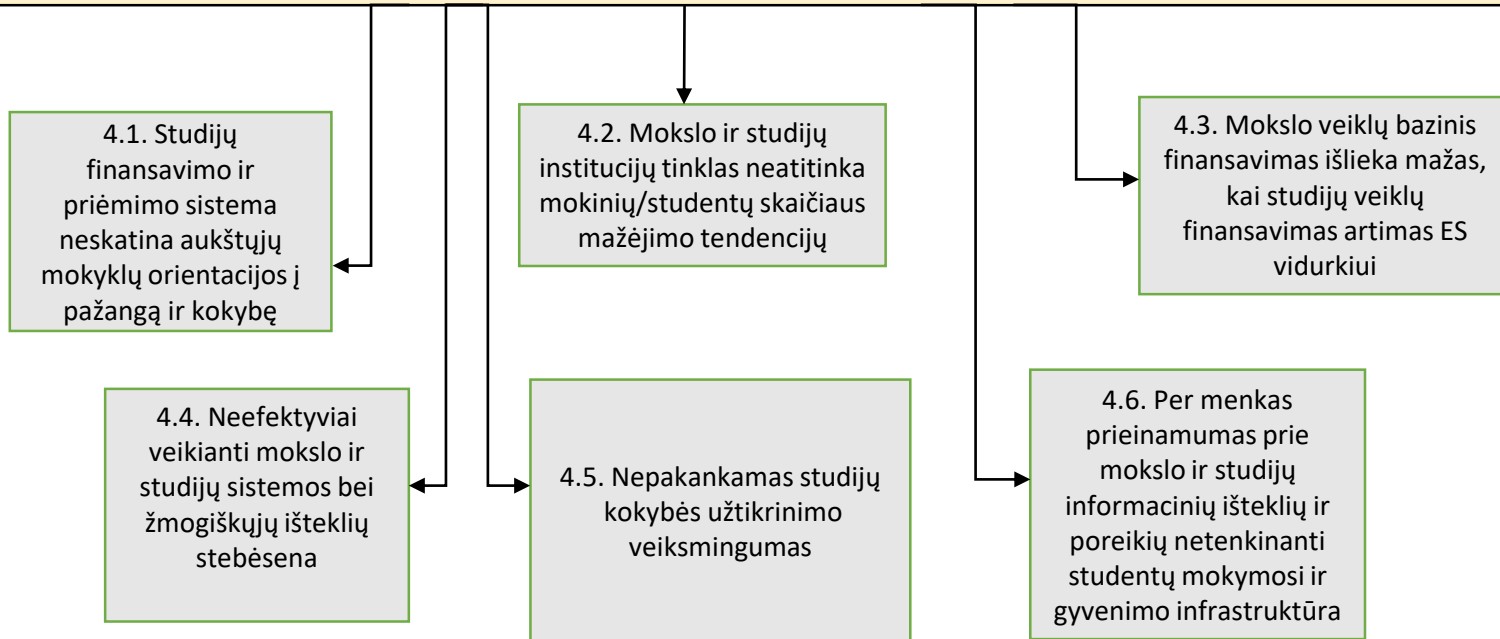 4.1. Studijų
finansavimo ir
priėmimo sistema
neskatina aukštųjų
mokyklų orientacijos į
pažangą ir kokybę
4.2. Mokslo ir studijų
institucijų tinklas neatitinka
mokinių/studentų skaičiaus
mažėjimo tendencijų
4.3. Mokslo veiklų bazinis
finansavimas išlieka mažas,
kai studijų veiklų
finansavimas artimas ES
vidurkiui
4.4. Neefektyviai
veikianti mokslo ir
studijų sistemos bei
žmogiškųjų išteklių
stebėsena
4.5. Nepakankamas studijų
kokybės užtikrinimo
veiksmingumas
4.6. Per menkas
prieinamumas prie
mokslo ir studijų
informacinių išteklių ir
poreikių netenkinanti
studentų mokymosi ir
gyvenimo infrastruktūra